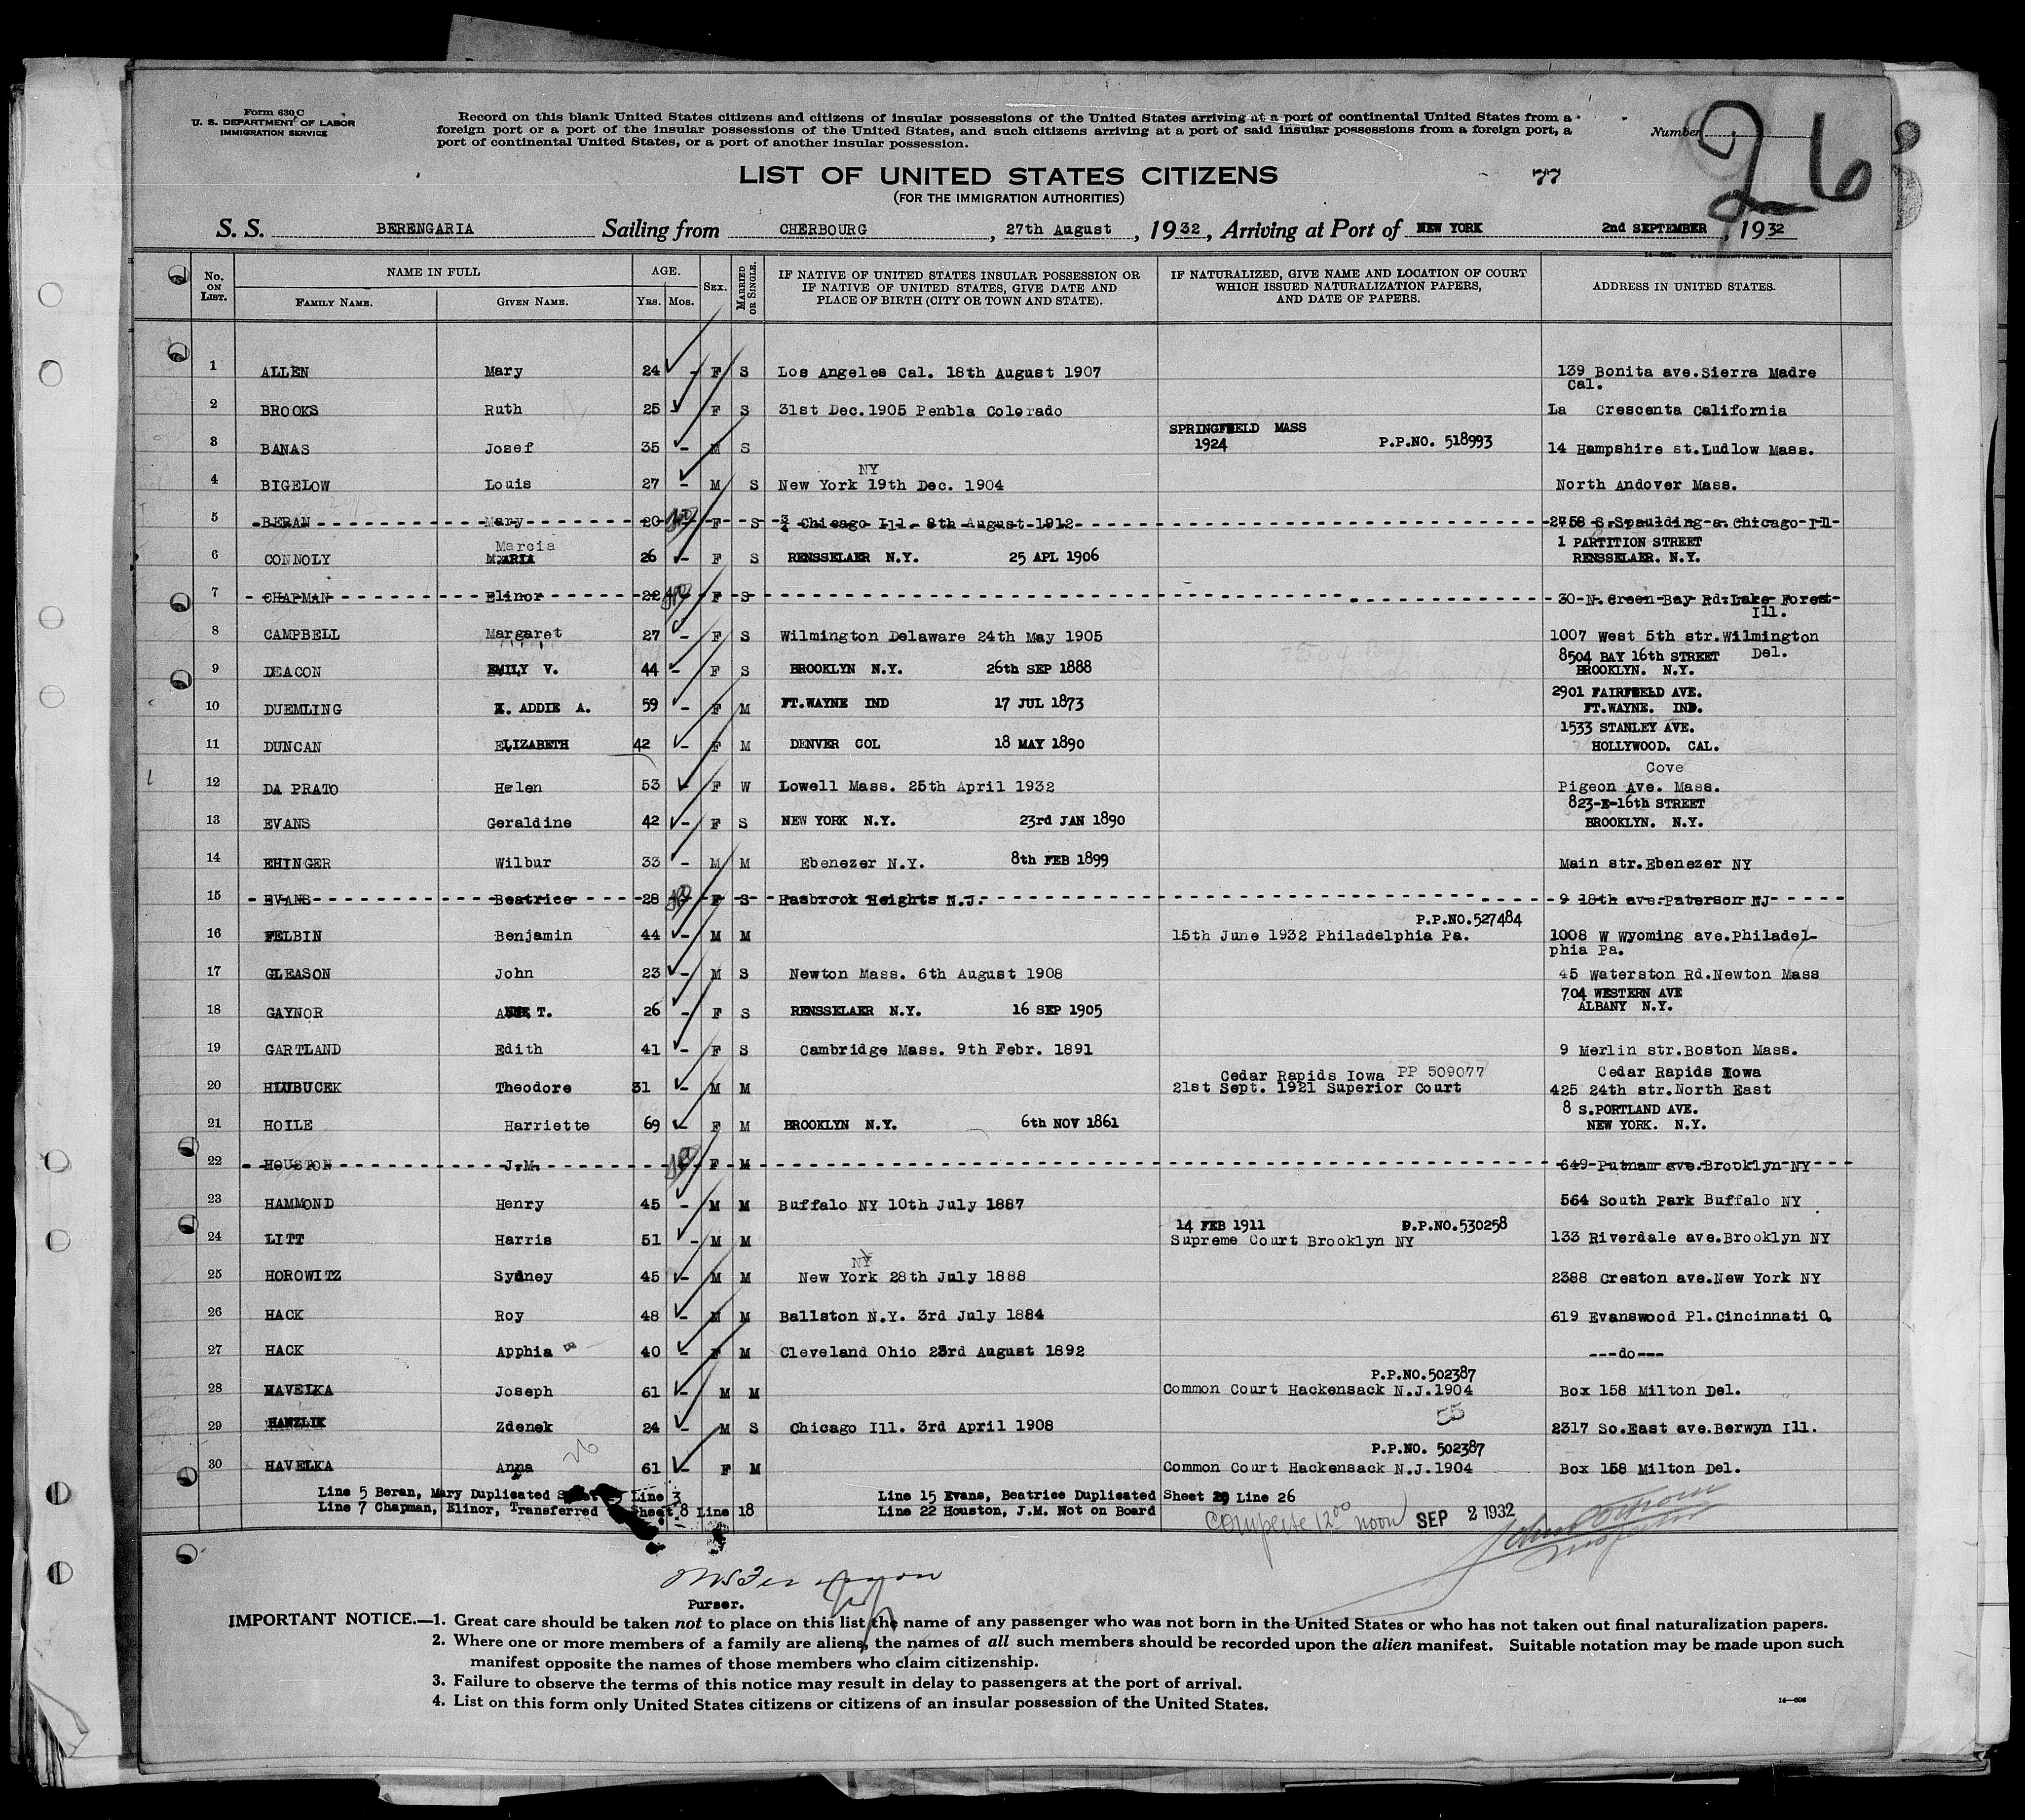 Form 630 C
U. S. DEPARTMENT OF LABOR
IMMIGRATION SERVICE
Record on this blank United States citizens and citizens of insular possessions of the United States arriving at a port of continental United States from a
foreign port or a port of the insular possessions of the United States, and such citizens arriving at a port of said insular possessions from a foreign port, a
port of continental United States, or a port of another insular possession.
Number 26
LIST OF UNITED STATES CITIZENS 77
(FOR THE IMMIGRATION AUTHORITIES)
S. S. BERENGARIA Sailing from CHERBOURG, 27th August, 1932, Arriving at Port of NEW YORK 2nd SEPTEMBER, 1932
No. ON LIST. NAME IN FULL FAMILY NAME. GIVEN NAME. AGE. YRS. MOS. SEX. MARRIED OR SINGLE. IF NATIVE OF UNITED STATES INSULAR POSSESSION OR IF NATIVE OF UNITED STATES, GIVE DATE AND PLACE OF BIRTH (CITY OR TOWN AND STATE). IF NATURALIZED, GIVE NAME AND LOCATION OF COURT WHICH ISSUED NATURALIZATION PAPERS, AND DATE OF PAPERS. ADDRESS IN UNITED STATES.
1 ALLEN Mary 24 - F S Los Angeles Cal. 18th August 1907 139 Bonita ave.Sierra Madre
Cal.
2 BROOKS Ruth 25 F S 31st Dec.1905 Penbla Colorado La Crescenta California
SPRINGFIELD MASS
3 BANAS Josef 35 - M S 1924 P.P.NO. 518993 14 Hampshire st.Ludlow Mass.
NY
4 BIGELOW Louis 27 - M S New York 19th Dec. 1904 North Andover Mass.
5 BERAN Mary 20 F S Chicago Ill. 8th August 1912 2758 S.Spaulding a.Chicago Ill
Marcia 1 PARTITION STREET
6 CONNOLY MARIA 26 - F S RENSSELAER N.Y. 25 APL 1906 RENSSELAER. N.Y.
7 CHAPMAN Elinor 22 F S 30 N.Green Bay Rd.Lake Forest
Ill.
8 CAMPBELL Margaret 27 - F S Wilmington Delaware 24th May 1905 1007 West 5th str.Wilmington
Del.
8504 BAY 16th STREET
9 DEACON EMILY V. 44 - F S BROOKLYN N.Y. 26th SEP 1888 BROOKLYN. N.Y.
2901 FAIRFIELD AVE.
10 DUEMLING ADDIE A. 59 - F M FT.WAYNE IND 17 JUL 1873 FT.WAYNE. IND.
1533 STANLEY AVE.
11 DUNCAN ELIZABETH 42 - F M DENVER COL 18 MAY 1890 HOLLYWOOD. CAL.
Cove
12 DA PRATO Helen 53 F W Lowell Mass. 25th April 1932 Pigeon Ave. Mass.
823-E-16th STREET
13 EVANS Geraldine 42 - F S NEW YORK N.Y. 23rd JAN 1890 BROOKLYN. N.Y.
14 EHINGER Wilbur 33 - M M Ebenezer N.Y. 8th FEB 1899 Main str.Ebenezer NY
15 EVANS Beatrice 28 F S Hasbrook Heights N.J. 9 18th ave.Paterson NJ
P.P.NO.527484
16 FELBIN Benjamin 44 - M M 15th June 1932 Philadelphia Pa. 1008 W Wyoming ave.Philadel-
phia Pa.
17 GLEASON John 23 - M S Newton Mass. 6th August 1908 45 Waterston Rd.Newton Mass
704 WESTERN AVE
18 GAYNOR T. 26 - F S RENSSELAER N.Y. 16 SEP 1905 ALBANY N.Y.
19 GARTLAND Edith 41 - F S Cambridge Mass. 9th Febr. 1891 9 Merlin str.Boston Mass.
Cedar Rapids Iowa PP 509077 Cedar Rapids Iowa
20 HLUBUCEK Theodore 31 - M M 21st Sept. 1921 Superior Court 425 24th str.North East
8 S.PORTLAND AVE.
21 HOILE Harriette 69 - F M BROOKLYN N.Y. 6th NOV 1861 NEW YORK. N.Y.
22 HOUSTON J.M. F M 649 Putnam ave.Brooklyn NY
23 HAMMOND Henry 45 - M M Buffalo NY 10th July 1887 564 South Park Buffalo NY
14 FEB 1911 P.P.NO.530258
24 LITT Harris 51 - M M Supreme Court Brooklyn NY 133 Riverdale ave.Brooklyn NY
NY
25 HOROWITZ Sydney 45 - M M New York 28th July 1888 2388 Creston ave.New York NY
26 HACK Roy 48 - M M Ballston N.Y. 3rd July 1884 619 Evanswood Pl.Cincinnati O.
27 HACK Apphia E 40 - F M Cleveland Ohio 23rd August 1892 ---do---
P.P.NO.502387
28 HAVELKA Joseph 61 - M M Common Court Hackensack N.J.1904 Box 158 Milton Del.
55
29 HANZLIK Zdenek 24 - M S Chicago Ill. 3rd April 1908 2317 So.East ave.Berwyn Ill.
26 P.P.NO. 502387
30 HAVELKA Anna 61 - F M Common Court Hackensack N.J.1904 Box 158 Milton Del.
Line 5 Beran, Mary Duplicated Line 3 Line 15 Evans, Beatrice Duplicated Sheet 29 Line 26
Line 7 Chapman, Elinor, Transferred Sheet 8 Line 18 Line 22 Houston, J.M. Not on Board
Complete 12 00 noon SEP 2 1932
Purser.
IMPORTANT NOTICE.—1. Great care should be taken not to place on this list the name of any passenger who was not born in the United States or who has not taken out final naturalization papers.
2. Where one or more members of a family are aliens, the names of all such members should be recorded upon the alien manifest. Suitable notation may be made upon such
manifest opposite the names of those members who claim citizenship.
3. Failure to observe the terms of this notice may result in delay to passengers at the port of arrival.
4. List on this form only United States citizens or citizens of an insular possession of the United States.